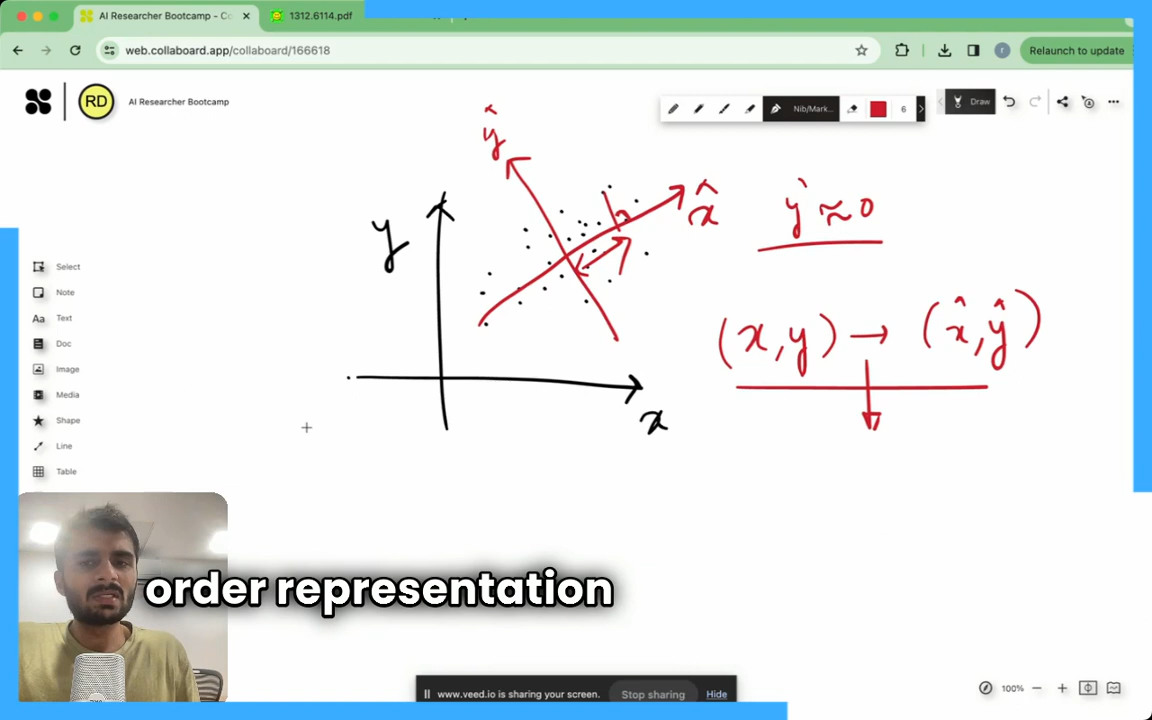 AI Researcher Bootcamp - Co
1312.6114.pdf
web.collaboard.app/collaboard/166618
r
Relaunch to update
RD
AI Researcher Bootcamp
Nib/Mark...
6
Draw
ŷ
y
x̂
ŷ ≈ 0
(x, y) → (x̂, ŷ)
x
Select
Note
Aa Text
Doc
Image
Media
Shape
Line
Table
order representation
www.veed.io is sharing your screen.
Stop sharing
Hide
100%